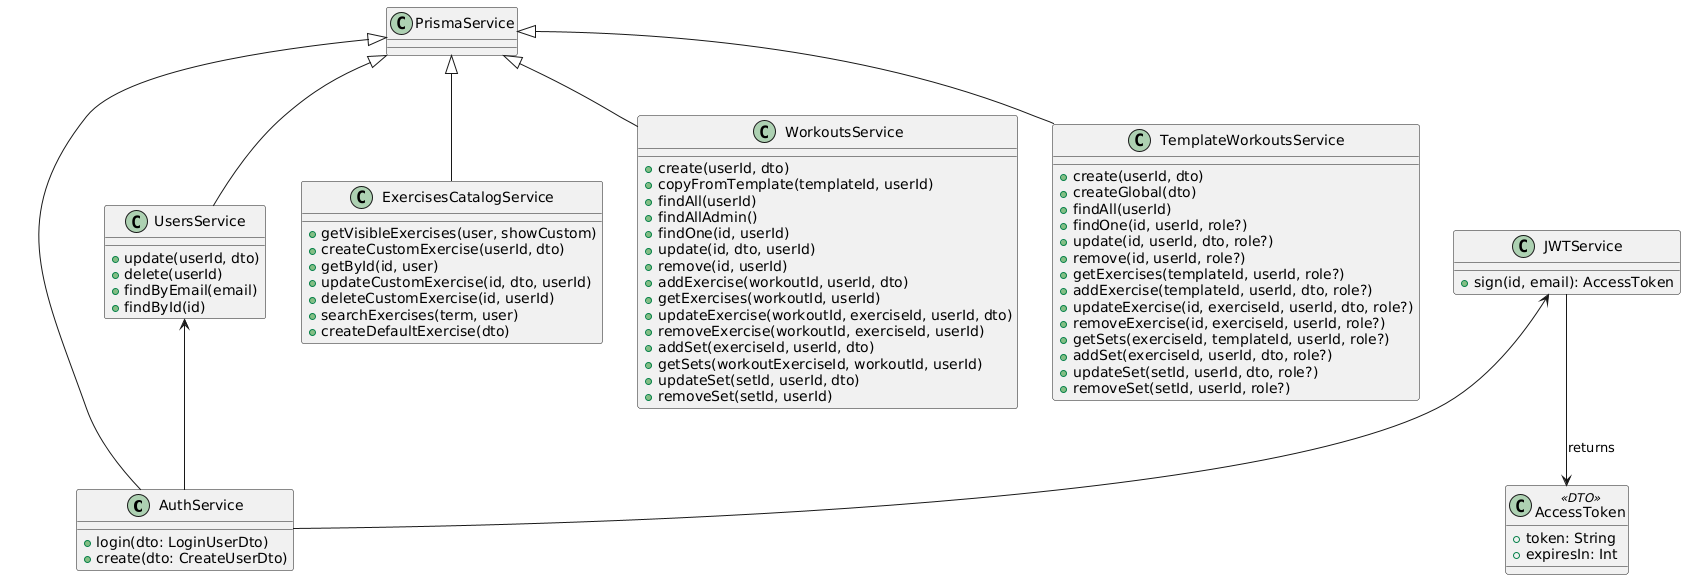 C PrismaService
C UsersService
update(userId, dto)
delete(userId)
findByEmail(email)
findById(id)
C ExercisesCatalogService
getVisibleExercises(user, showCustom)
createCustomExercise(userId, dto)
getById(id, user)
updateCustomExercise(id, dto, userId)
deleteCustomExercise(id, userId)
searchExercises(term, user)
createDefaultExercise(dto)
C WorkoutsService
create(userId, dto)
copyFromTemplate(templateId, userId)
findAll(userId)
findAllAdmin()
findOne(id, userId)
update(id, dto, userId)
remove(id, userId)
addExercise(workoutId, userId, dto)
getExercises(workoutId, userId)
updateExercise(workoutId, exerciseId, userId, dto)
removeExercise(workoutId, exerciseId, userId)
addSet(exerciseId, userId, dto)
getSets(workoutExerciseId, workoutId, userId)
updateSet(setId, userId, dto)
removeSet(setId, userId)
C TemplateWorkoutsService
create(userId, dto)
createGlobal(dto)
findAll(userId)
findOne(id, userId, role?)
update(id, userId, dto, role?)
remove(id, userId, role?)
getExercises(templateId, userId, role?)
addExercise(templateId, userId, dto, role?)
updateExercise(id, exerciseId, userId, dto, role?)
removeExercise(id, exerciseId, userId, role?)
getSets(exerciseId, templateId, userId, role?)
addSet(exerciseId, userId, dto, role?)
updateSet(setId, userId, dto, role?)
removeSet(setId, userId, role?)
C JWTService
sign(id, email): AccessToken
returns
C AuthService
login(dto: LoginUserDto)
create(dto: CreateUserDto)
C «DTO»
AccessToken
token: String
expiresIn: Int